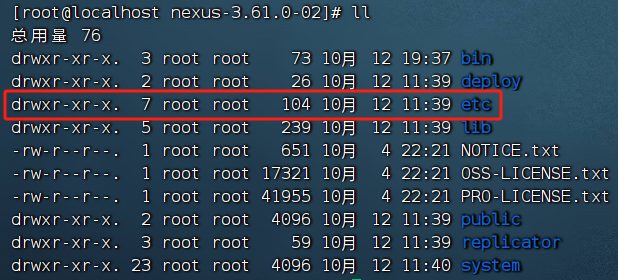 [root@localhost nexus-3.61.0-02]# ll
总用量 76
drwxr-xr-x.  3 root root    73 10月  12 19:37 bin
drwxr-xr-x.  2 root root    26 10月  12 11:39 deploy
drwxr-xr-x.  7 root root   104 10月  12 11:39 etc
drwxr-xr-x.  5 root root   239 10月  12 11:39 lib
-rw-r--r--.  1 root root   651 10月   4 22:21 NOTICE.txt
-rw-r--r--.  1 root root 17321 10月   4 22:21 OSS-LICENSE.txt
-rw-r--r--.  1 root root 41955 10月   4 22:21 PRO-LICENSE.txt
drwxr-xr-x.  2 root root  4096 10月  12 11:39 public
drwxr-xr-x.  3 root root    59 10月  12 11:39 replicator
drwxr-xr-x. 23 root root  4096 10月  12 11:40 system